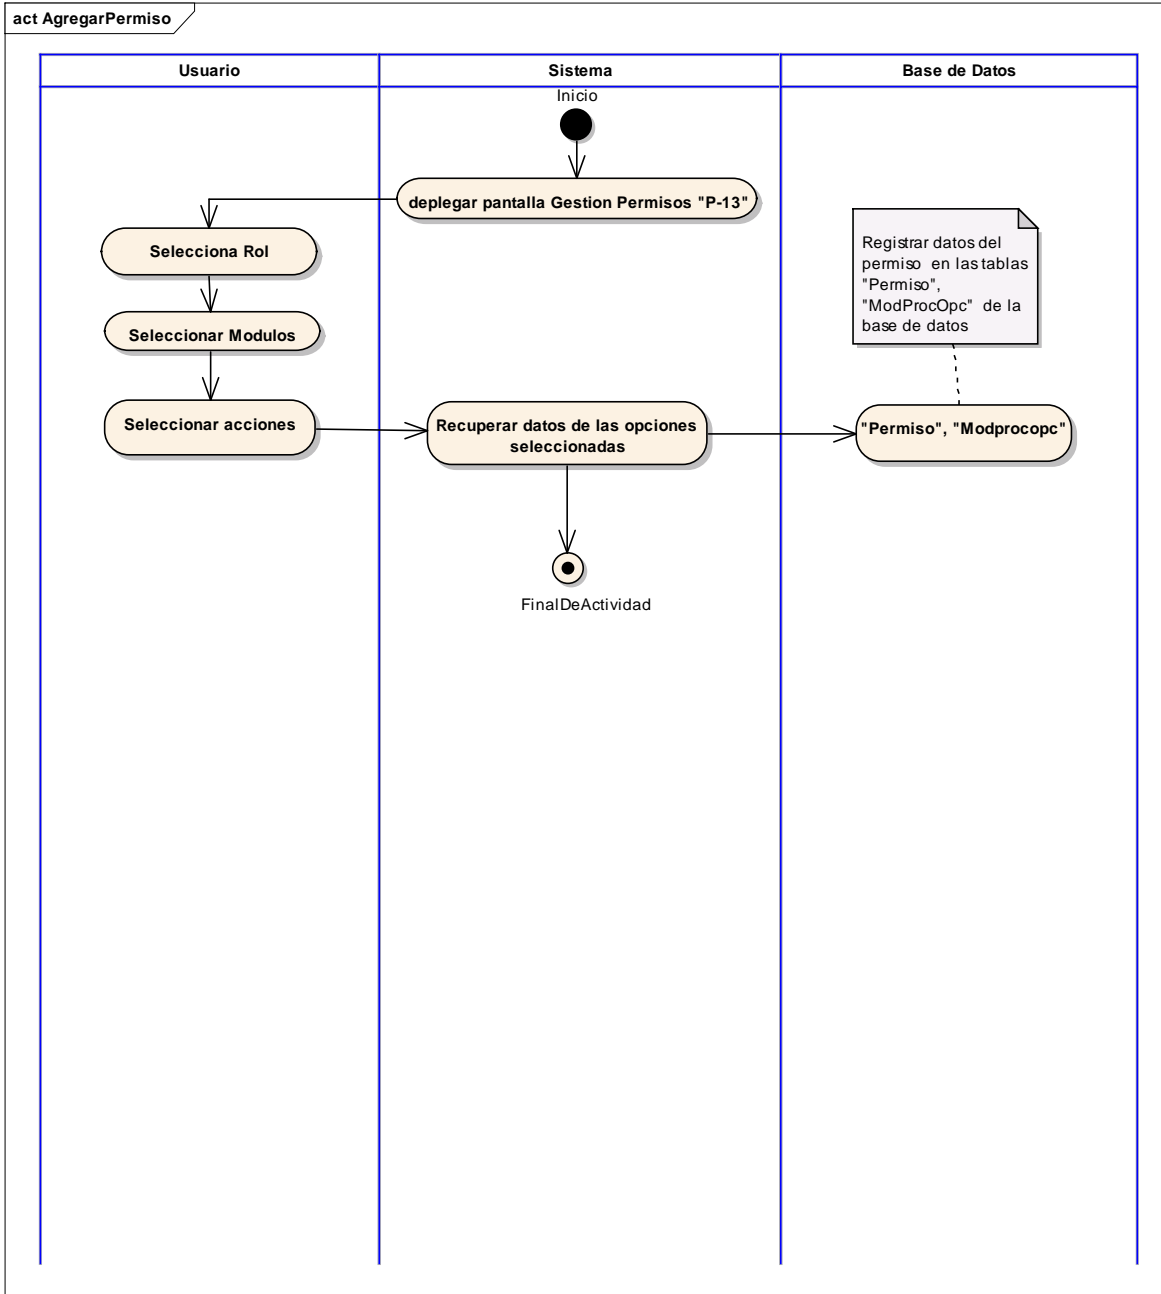 act AgregarPermiso
Usuario
Sistema
Base de Datos
Inicio
deplegar pantalla Gestion Permisos "P-13"
Selecciona Rol
Seleccionar Modulos
Seleccionar acciones
Recuperar datos de las opciones
seleccionadas
Registrar datos del
permiso en las tablas
"Permiso",
"ModProcOpc" de la
base de datos
"Permiso", "Modprocopc"
FinalDeActividad